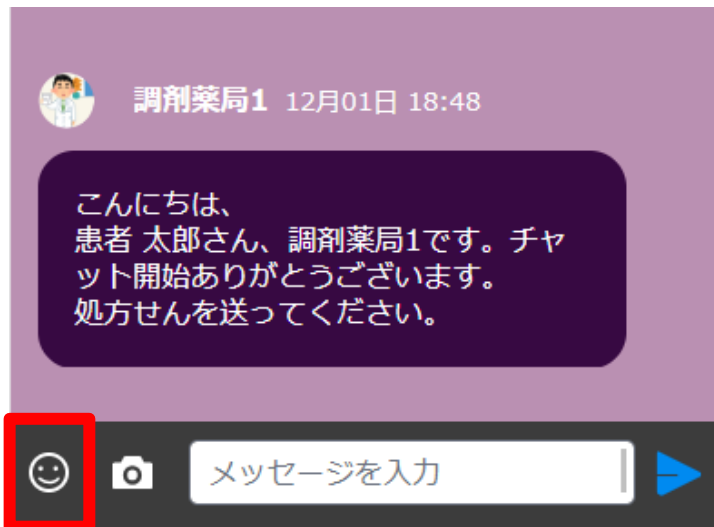 調剤薬局1 12月01日 18:48
こんにちは、
患者 太郎さん、調剤薬局1です。チャ
ット開始ありがとうございます。
処方せんを送ってください。
メッセージを入力